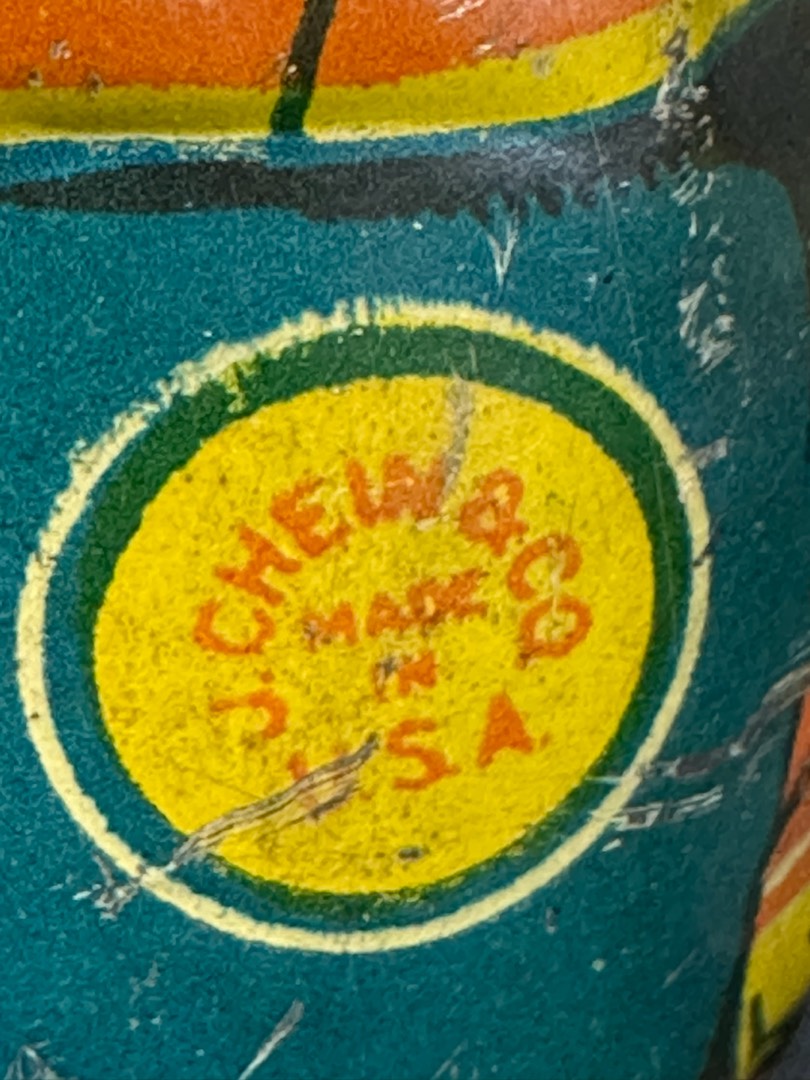 J. CHEIN & CO
MADE
IN
U.S.A.